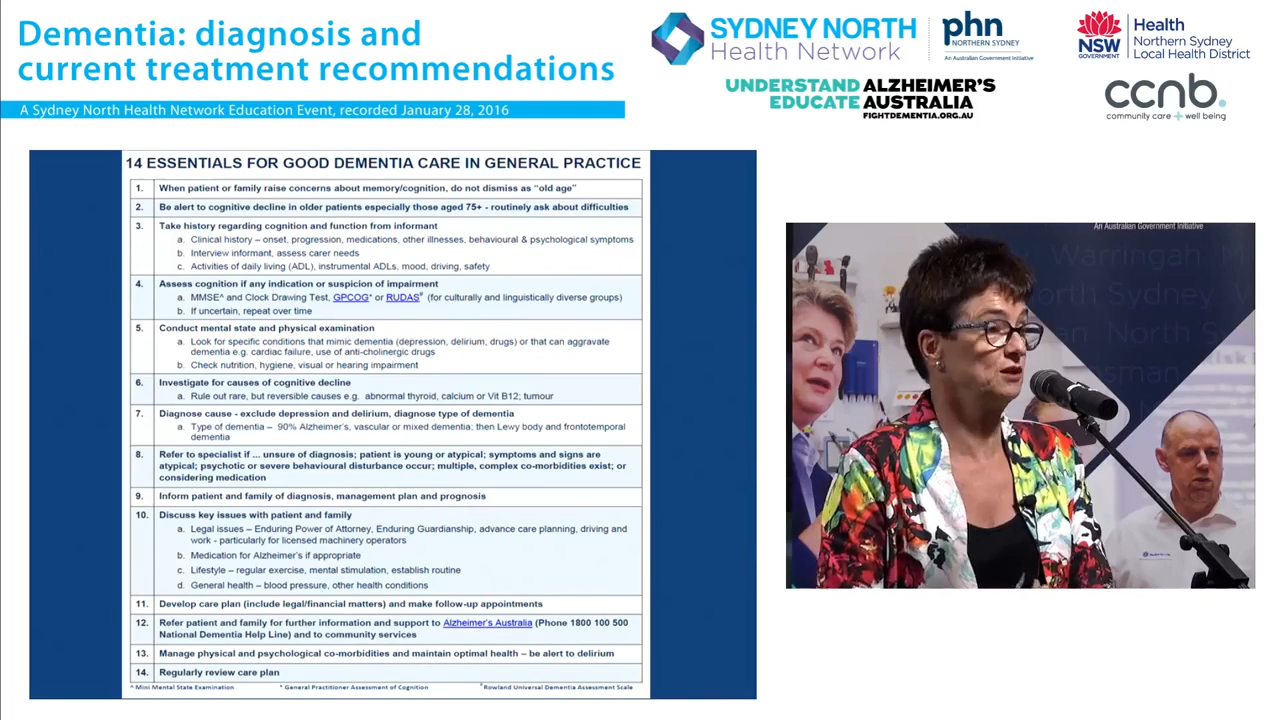 Dementia: diagnosis and
current treatment recommendations
A Sydney North Health Network Education Event, recorded January 28, 2016
SYDNEY NORTH
Health Network
phn
NORTHERN SYDNEY
An Australian Government Initiative
NSW
GOVERNMENT
Health
Northern Sydney
Local Health District
UNDERSTAND ALZHEIMER'S
EDUCATE AUSTRALIA
FIGHTDEMENTIA.ORG.AU
ccnb.
community care + well being
14 ESSENTIALS FOR GOOD DEMENTIA CARE IN GENERAL PRACTICE
1. When patient or family raise concerns about memory/cognition, do not dismiss as “old age”
2. Be alert to cognitive decline in older patients especially those aged 75+ - routinely ask about difficulties
3. Take history regarding cognition and function from informant
a. Clinical history – onset, progression, medications, other illnesses, behavioural & psychological symptoms
b. Interview informant, assess carer needs
c. Activities of daily living (ADL), instrumental ADLs, mood, driving, safety
4. Assess cognition if any indication or suspicion of impairment
a. MMSE^ and Clock Drawing Test, GPCOG* or RUDAS# (for culturally and linguistically diverse groups)
b. If uncertain, repeat over time
5. Conduct mental state and physical examination
a. Look for specific conditions that mimic dementia (depression, delirium, drugs) or that can aggravate
dementia e.g. cardiac failure, use of anti-cholinergic drugs
b. Check nutrition, hygiene, visual or hearing impairment
6. Investigate for causes of cognitive decline
a. Rule out rare, but reversible causes e.g. abnormal thyroid, calcium or Vit B12; tumour
7. Diagnose cause - exclude depression and delirium, diagnose type of dementia
a. Type of dementia – 90% Alzheimer's, vascular or mixed dementia; then Lewy body and frontotemporal
dementia
8. Refer to specialist if ... unsure of diagnosis; patient is young or atypical; symptoms and signs are
atypical; psychotic or severe behavioural disturbance occur; multiple, complex co-morbidities exist; or
considering medication
9. Inform patient and family of diagnosis, management plan and prognosis
10. Discuss key issues with patient and family
a. Legal issues – Enduring Power of Attorney, Enduring Guardianship, advance care planning, driving and
work - particularly for licensed machinery operators
b. Medication for Alzheimer's if appropriate
c. Lifestyle – regular exercise, mental stimulation, establish routine
d. General health – blood pressure, other health conditions
11. Develop care plan (include legal/financial matters) and make follow-up appointments
12. Refer patient and family for further information and support to Alzheimer's Australia (Phone 1800 100 500
National Dementia Help Line) and to community services
13. Manage physical and psychological co-morbidities and maintain optimal health – be alert to delirium
14. Regularly review care plan
^ Mini Mental State Examination * General Practitioner Assessment of Cognition # Rowland Universal Dementia Assessment Scale
An Australian Government Initiative
Warringah
North Sydney
North Sy